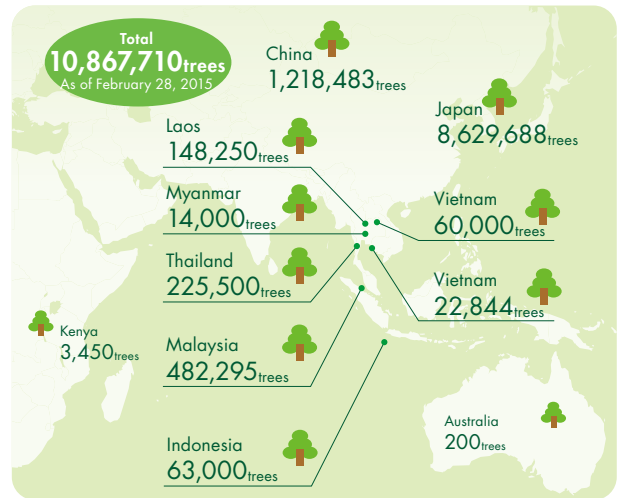 Total
10,867,710trees
As of February 28, 2015
China
1,218,483trees
Japan
8,629,688trees
Laos
148,250trees
Myanmar
14,000trees
Vietnam
60,000trees
Thailand
225,500trees
Vietnam
22,844trees
Kenya
3,450trees
Malaysia
482,295trees
Australia
200trees
Indonesia
63,000trees